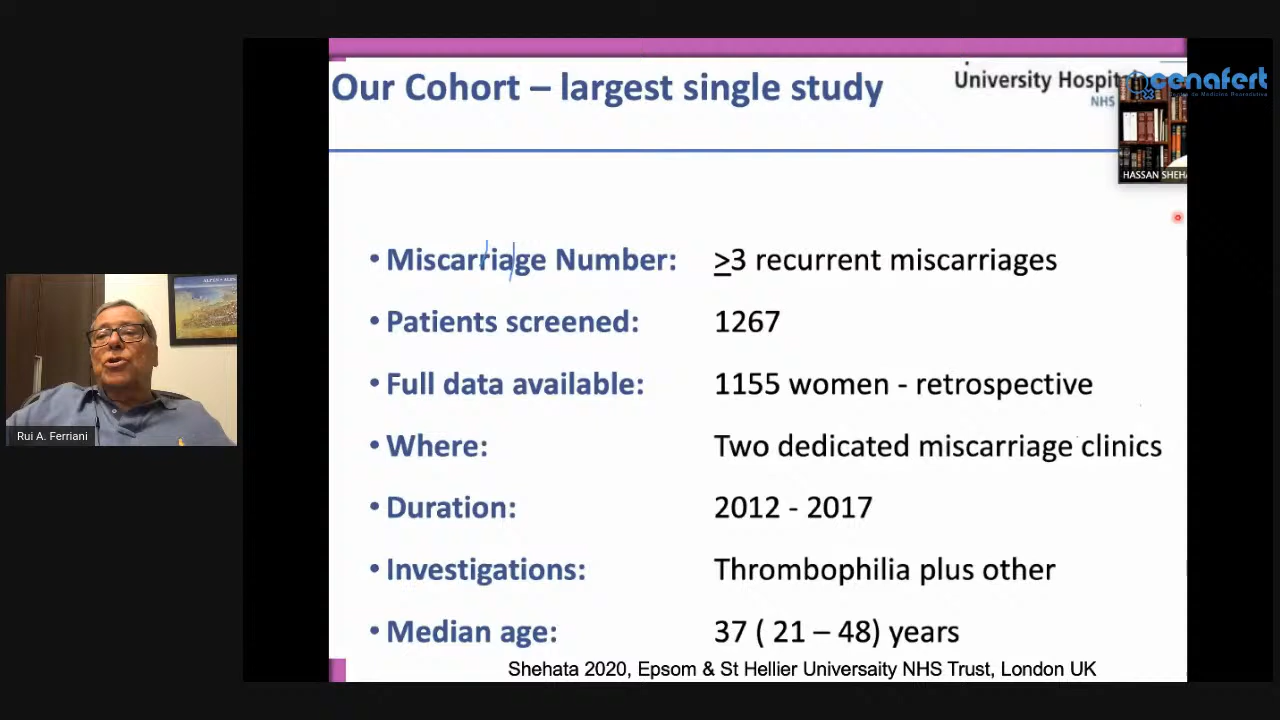 Our Cohort – largest single study
University Hospit
NHS
cenafert
HASSAN SHEHA
• Miscarriage Number: >3 recurrent miscarriages
• Patients screened: 1267
• Full data available: 1155 women - retrospective
• Where: Two dedicated miscarriage clinics
• Duration: 2012 - 2017
• Investigations: Thrombophilia plus other
• Median age: 37 ( 21 – 48) years
Shehata 2020, Epsom & St Hellier Universaity NHS Trust, London UK
Rui A. Ferriani